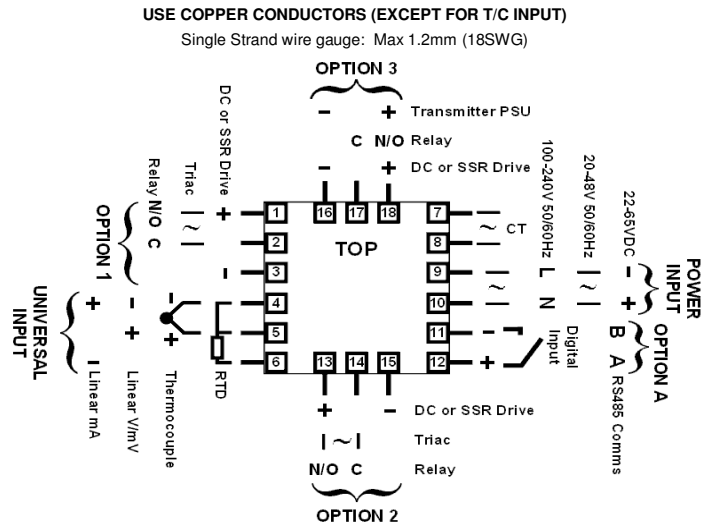 USE COPPER CONDUCTORS (EXCEPT FOR T/C INPUT)
Single Strand wire gauge: Max 1.2mm (18SWG)
OPTION 3
– + Transmitter PSU
C N/O Relay
– + DC or SSR Drive
16 17 18
TOP
OPTION 1
Relay N/O C
Triac ~
DC or SSR Drive + –
1
2
3
4
5
6
UNIVERSAL
INPUT
+ – Linear mA
– + Linear V/mV
– + Thermocouple
RTD
7
8
9
10
11
12
~ CT
~
L N
100-240V 50/60Hz
~
20-48V 50/60Hz
– +
22-65VDC
POWER
INPUT
– +
Digital
Input
B A RS485 Comms
OPTION A
13 14 15
+ – DC or SSR Drive
~ Triac
N/O C Relay
OPTION 2